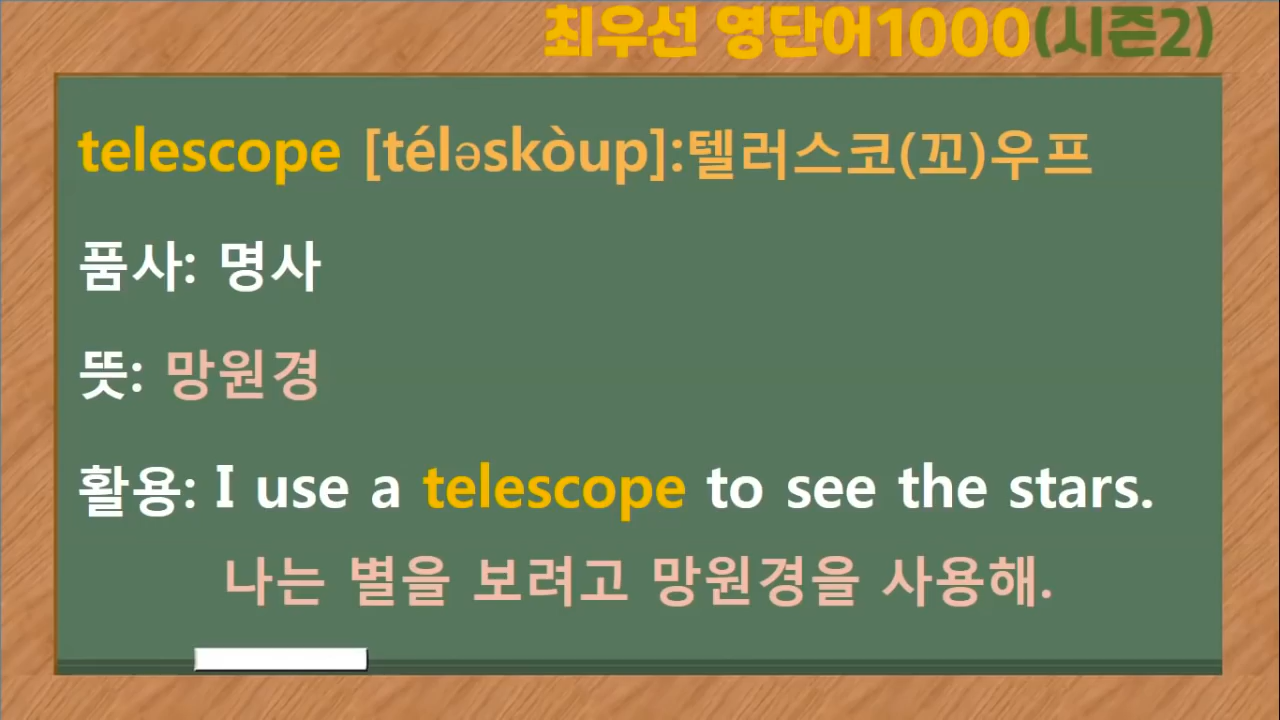 최우선 영단어1000(시즌2)
telescope [téləskòup]:텔러스코(꼬)우프
품사: 명사
뜻: 망원경
활용: I use a telescope to see the stars.
나는 별을 보려고 망원경을 사용해.